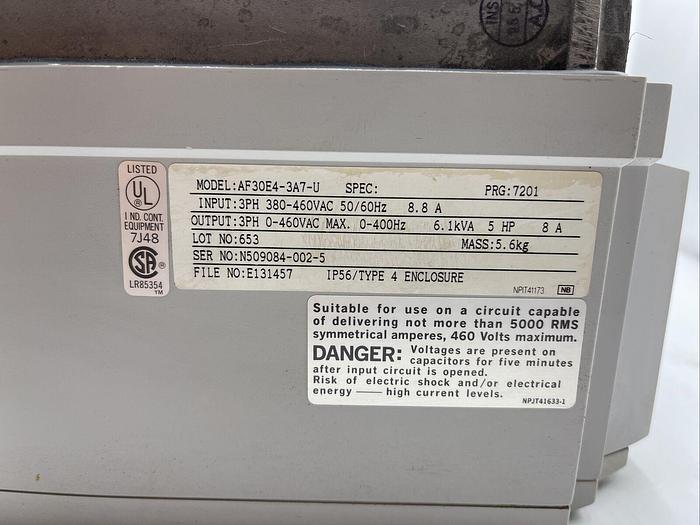 INS
A.C
LISTED
UL
IND. CONT.
EQUIPMENT
7J48
SA
LR85354
TM
MODEL:AF30E4-3A7-U SPEC: PRG:7201
INPUT:3PH 380-460VAC 50/60Hz 8.8 A
OUTPUT:3PH 0-460VAC MAX. 0-400Hz 6.1kVA 5 HP 8 A
LOT NO:653 MASS:5.6kg
SER NO:N509084-002-5
FILE NO:E131457 IP56/TYPE 4 ENCLOSURE
NPIT41173 NB
Suitable for use on a circuit capable
of delivering not more than 5000 RMS
symmetrical amperes, 460 Volts maximum.
DANGER: Voltages are present on
capacitors for five minutes
after input circuit is opened.
Risk of electric shock and/or electrical
energy — high current levels.
NPJT41633-1